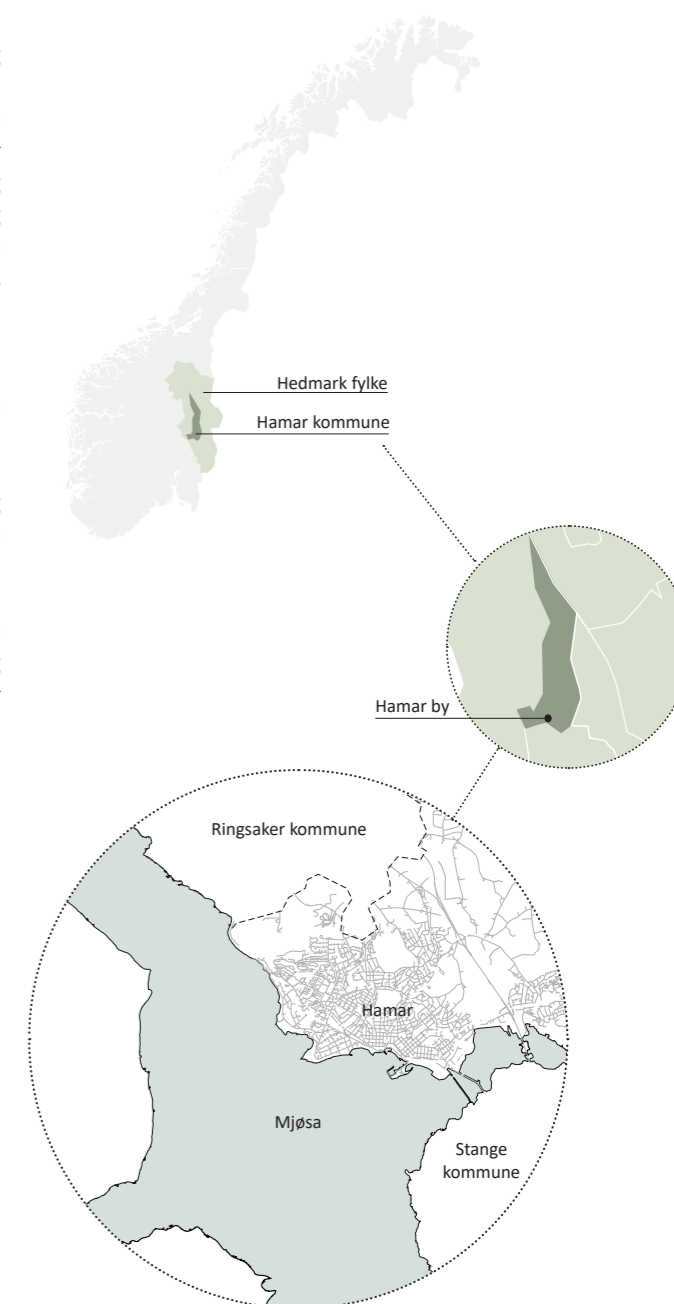 Hedmark fylke
Hamar kommune
Hamar by
Ringsaker kommune
Hamar
Mjøsa
Stange
kommune